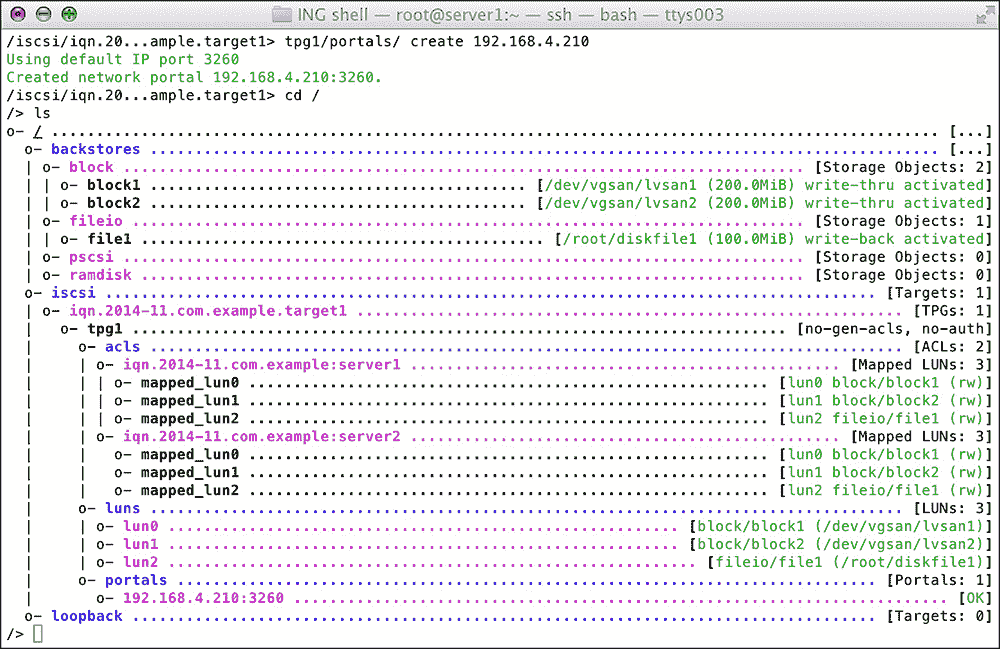 ING shell — root@server1:~ — ssh — bash — ttys003
/iscsi/iqn.20...ample.target1> tpg1/portals/ create 192.168.4.210
Using default IP port 3260
Created network portal 192.168.4.210:3260.
/iscsi/iqn.20...ample.target1> cd /
/> ls
o- / ................................................................................................... [...]
  o- backstores ........................................................................................ [...]
  | o- block ............................................................................ [Storage Objects: 2]
  | | o- block1 .......................................... [/dev/vgsan/lvsan1 (200.0MiB) write-thru activated]
  | | o- block2 .......................................... [/dev/vgsan/lvsan2 (200.0MiB) write-thru activated]
  | o- fileio ........................................................................... [Storage Objects: 1]
  | | o- file1 ............................................. [/root/diskfile1 (100.0MiB) write-back activated]
  | o- pscsi ............................................................................ [Storage Objects: 0]
  | o- ramdisk .......................................................................... [Storage Objects: 0]
  o- iscsi ...................................................................................... [Targets: 1]
  | o- iqn.2014-11.com.example.target1 ............................................................. [TPGs: 1]
  |   o- tpg1 ......................................................................... [no-gen-acls, no-auth]
  |     o- acls .................................................................................... [ACLs: 2]
  |     | o- iqn.2014-11.com.example:server1 ................................................ [Mapped LUNs: 3]
  |     | | o- mapped_lun0 ........................................................... [lun0 block/block1 (rw)]
  |     | | o- mapped_lun1 ........................................................... [lun1 block/block2 (rw)]
  |     | | o- mapped_lun2 .......................................................... [lun2 fileio/file1 (rw)]
  |     | o- iqn.2014-11.com.example:server2 ................................................ [Mapped LUNs: 3]
  |     |   o- mapped_lun0 ........................................................... [lun0 block/block1 (rw)]
  |     |   o- mapped_lun1 ........................................................... [lun1 block/block2 (rw)]
  |     |   o- mapped_lun2 .......................................................... [lun2 fileio/file1 (rw)]
  |     o- luns .................................................................................... [LUNs: 3]
  |     | o- lun0 ......................................................... [block/block1 (/dev/vgsan/lvsan1)]
  |     | o- lun1 ......................................................... [block/block2 (/dev/vgsan/lvsan2)]
  |     | o- lun2 ........................................................... [fileio/file1 (/root/diskfile1)]
  |     o- portals .............................................................................. [Portals: 1]
  |       o- 192.168.4.210:3260 ......................................................................... [OK]
  o- loopback ................................................................................... [Targets: 0]
/>